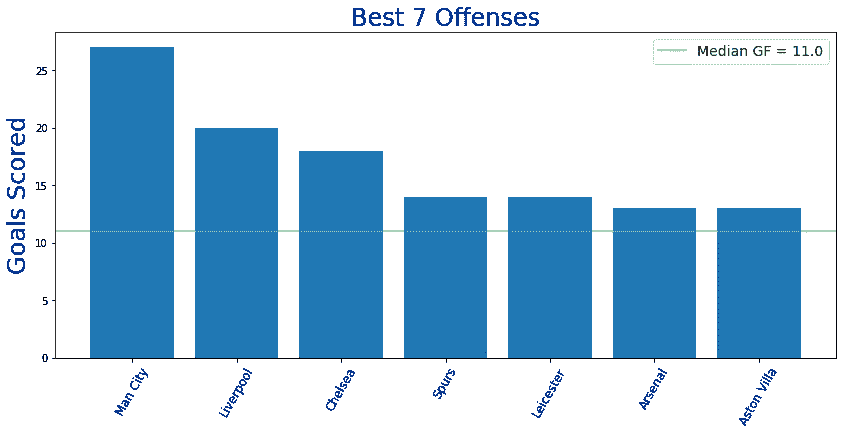 Best 7 Offenses
Median GF = 11.0
Goals Scored
25
20
15
10
5
0
Man City
Liverpool
Chelsea
Spurs
Leicester
Arsenal
Aston Villa